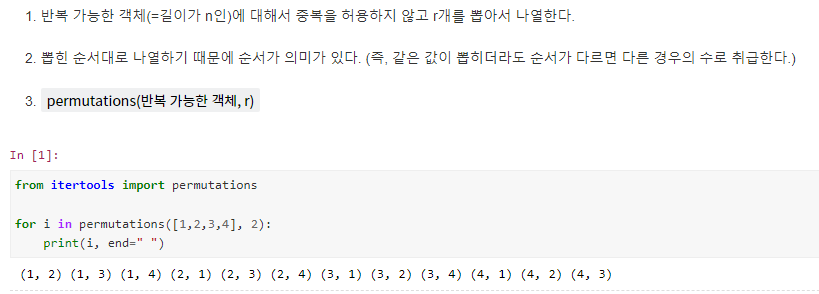 1. 반복 가능한 객체(=길이가 n인)에 대해서 중복을 허용하지 않고 r개를 뽑아서 나열한다.
2. 뽑힌 순서대로 나열하기 때문에 순서가 의미가 있다. (즉, 같은 값이 뽑히더라도 순서가 다르면 다른 경우의 수로 취급한다.)
3. permutations(반복 가능한 객체, r)
In [1]:
from itertools import permutations
for i in permutations([1,2,3,4], 2):
    print(i, end=" ")
(1, 2) (1, 3) (1, 4) (2, 1) (2, 3) (2, 4) (3, 1) (3, 2) (3, 4) (4, 1) (4, 2) (4, 3)